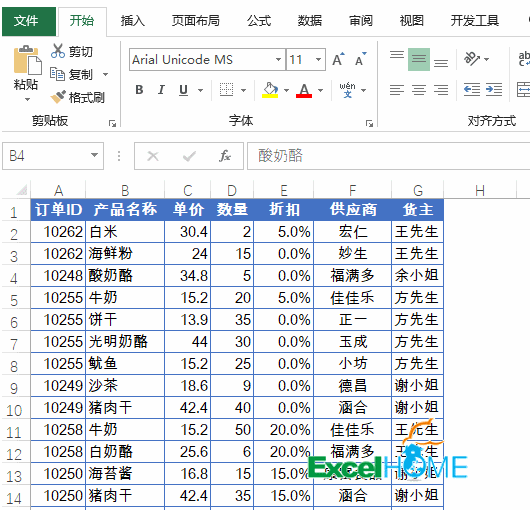 文件 开始 插入 页面布局 公式 数据 审阅 视图 开发工具
剪切
复制
格式刷
粘贴
Arial Unicode MS 11 A A
B I U A wén 文
剪贴板 字体 对齐方式
B4 fx 酸奶酪
A B C D E F G H
1 订单ID 产品名称 单价 数量 折扣 供应商 货主
2 10262 白米 30.4 2 5.0% 宏仁 王先生
3 10262 海鲜粉 24 15 0.0% 妙生 王先生
4 10248 酸奶酪 34.8 5 0.0% 福满多 余小姐
5 10255 牛奶 15.2 20 5.0% 佳佳乐 方先生
6 10255 饼干 13.9 35 0.0% 正一 方先生
7 10255 光明奶酪 44 30 0.0% 玉成 方先生
8 10255 鱿鱼 15.2 25 0.0% 小坊 方先生
9 10249 沙茶 18.6 9 0.0% 德昌 谢小姐
10 10249 猪肉干 42.4 40 0.0% 涵合 谢小姐
11 10258 牛奶 15.2 50 20.0% 佳佳乐 王先生
12 10258 白奶酪 25.6 6 20.0% 福满多 王先生
13 10250 海苔酱 16.8 15 15.0% 谢小姐
14 10250 猪肉干 42.4 35 15.0% 涵合 谢小姐
ExcelHOME